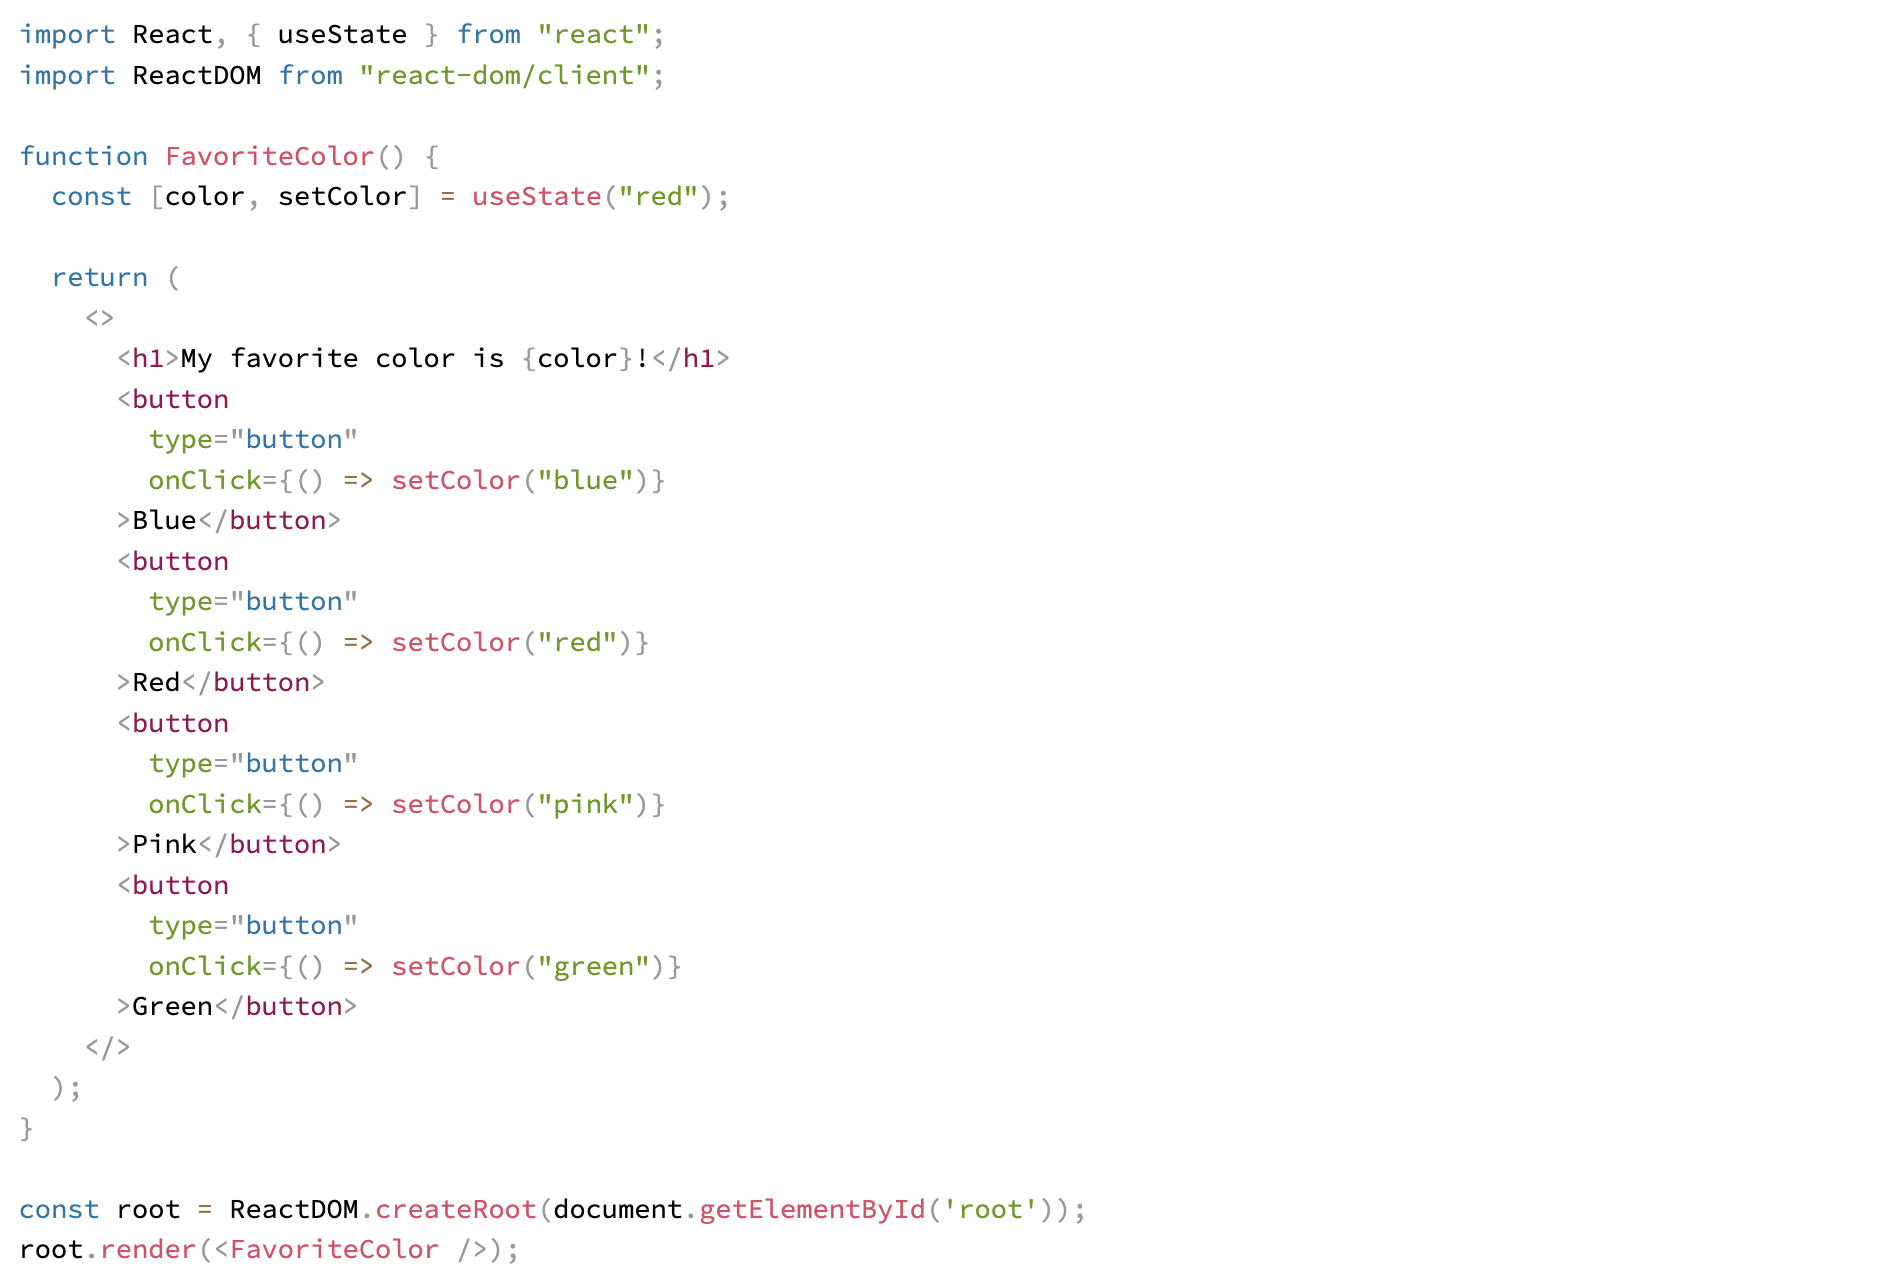 import React, { useState } from "react";
import ReactDOM from "react-dom/client";

function FavoriteColor() {
  const [color, setColor] = useState("red");

  return (
    <>
      <h1>My favorite color is {color}!</h1>
      <button
        type="button"
        onClick={() => setColor("blue")}
      >Blue</button>
      <button
        type="button"
        onClick={() => setColor("red")}
      >Red</button>
      <button
        type="button"
        onClick={() => setColor("pink")}
      >Pink</button>
      <button
        type="button"
        onClick={() => setColor("green")}
      >Green</button>
    </>
  );
}

const root = ReactDOM.createRoot(document.getElementById('root'));
root.render(<FavoriteColor />);